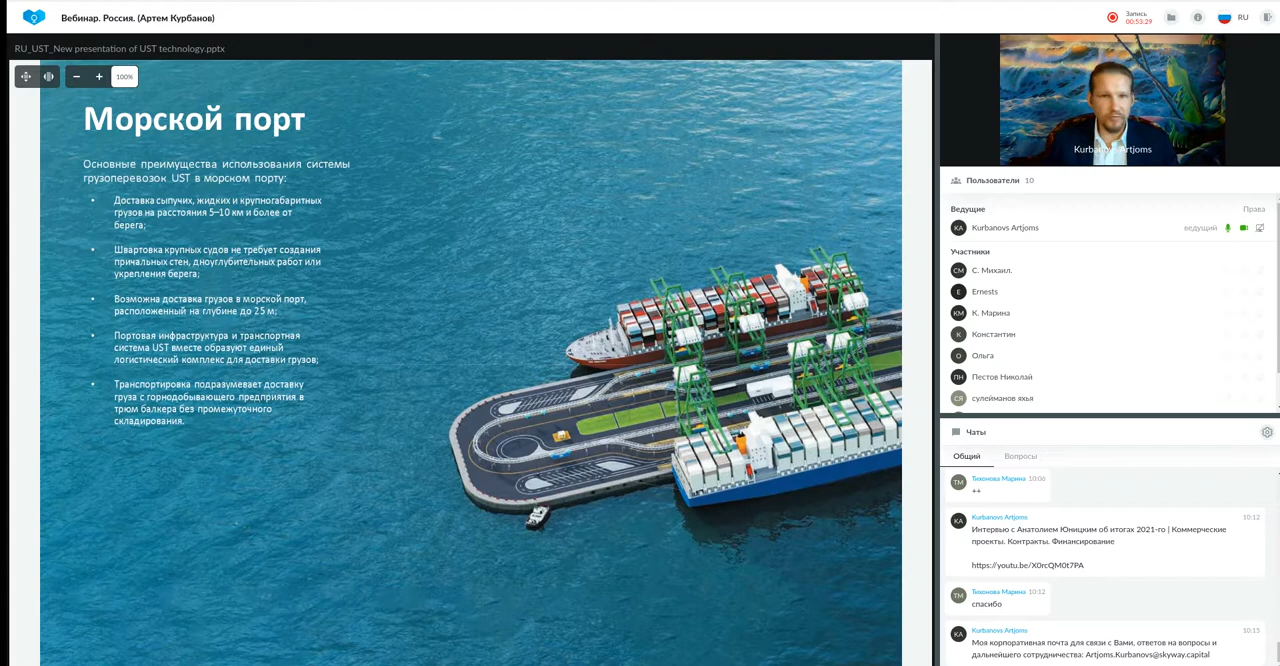 Вебинар. Россия. (Артем Курбанов)
Запись
00:53:29
RU
RU_UST_New presentation of UST technology.pptx
100%
Морской порт
Основные преимущества использования системы
грузоперевозок UST в морском порту:
• Доставка сыпучих, жидких и крупногабаритных
грузов на расстояния 5–10 км и более от
берега;
• Швартовка крупных судов не требует создания
причальных стен, дноуглубительных работ или
укрепления берега;
• Возможна доставка грузов в морской порт,
расположенный на глубине до 25 м;
• Портовая инфраструктура и транспортная
система UST вместе образуют единый
логистический комплекс для доставки грузов;
• Транспортировка подразумевает доставку
груза с горнодобывающего предприятия в
трюм балкера без промежуточного
складирования.
Kurbanovs Artjoms
Пользователи 10
Ведущие Права
KA Kurbanovs Artjoms ведущий
Участники
СМ С. Михаил.
E Ernests
КМ К. Марина
К Константин
О Ольга
ПН Пестов Николай
СЯ сулейманов яхья
Чаты
Общий Вопросы
ТМ Тихонова Марина 10:06
++
KA Kurbanovs Artjoms 10:12
Интервью с Анатолием Юницким об итогах 2021-го | Коммерческие
проекты. Контракты. Финансирование
https://youtu.be/X0rcQM0t7PA
ТМ Тихонова Марина 10:12
спасибо
KA Kurbanovs Artjoms 10:15
Моя корпоративная почта для связи с Вами, ответов на вопросы и
дальнейшего сотрудничества: Artjoms.Kurbanovs@skyway.capital